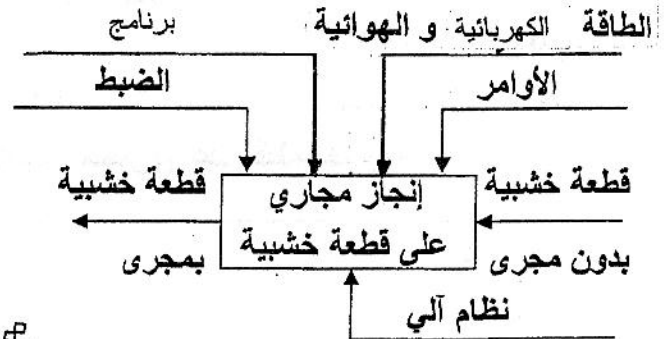 الطاقة الكهربائية و الهوائية
برنامج
الأوامر
الضبط
قطعة خشبية
بدون مجرى
إنجاز مجاري
على قطعة خشبية
قطعة خشبية
بمجرى
نظام آلي